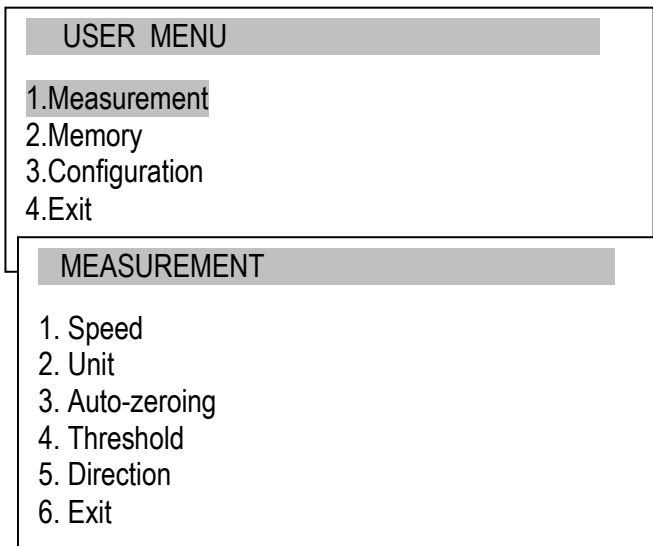 USER MENU
1.Measurement
2.Memory
3.Configuration
4.Exit
MEASUREMENT
1. Speed
2. Unit
3. Auto-zeroing
4. Threshold
5. Direction
6. Exit